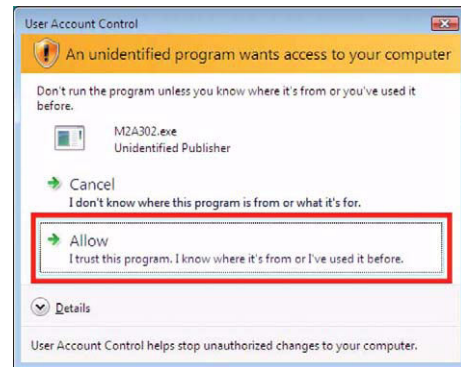 User Account Control
An unidentified program wants access to your computer
Don't run the program unless you know where it's from or you've used it
before.
M2A302.exe
Unidentified Publisher
Cancel
I don't know where this program is from or what it's for.
Allow
I trust this program. I know where it's from or I've used it before.
Details
User Account Control helps stop unauthorized changes to your computer.